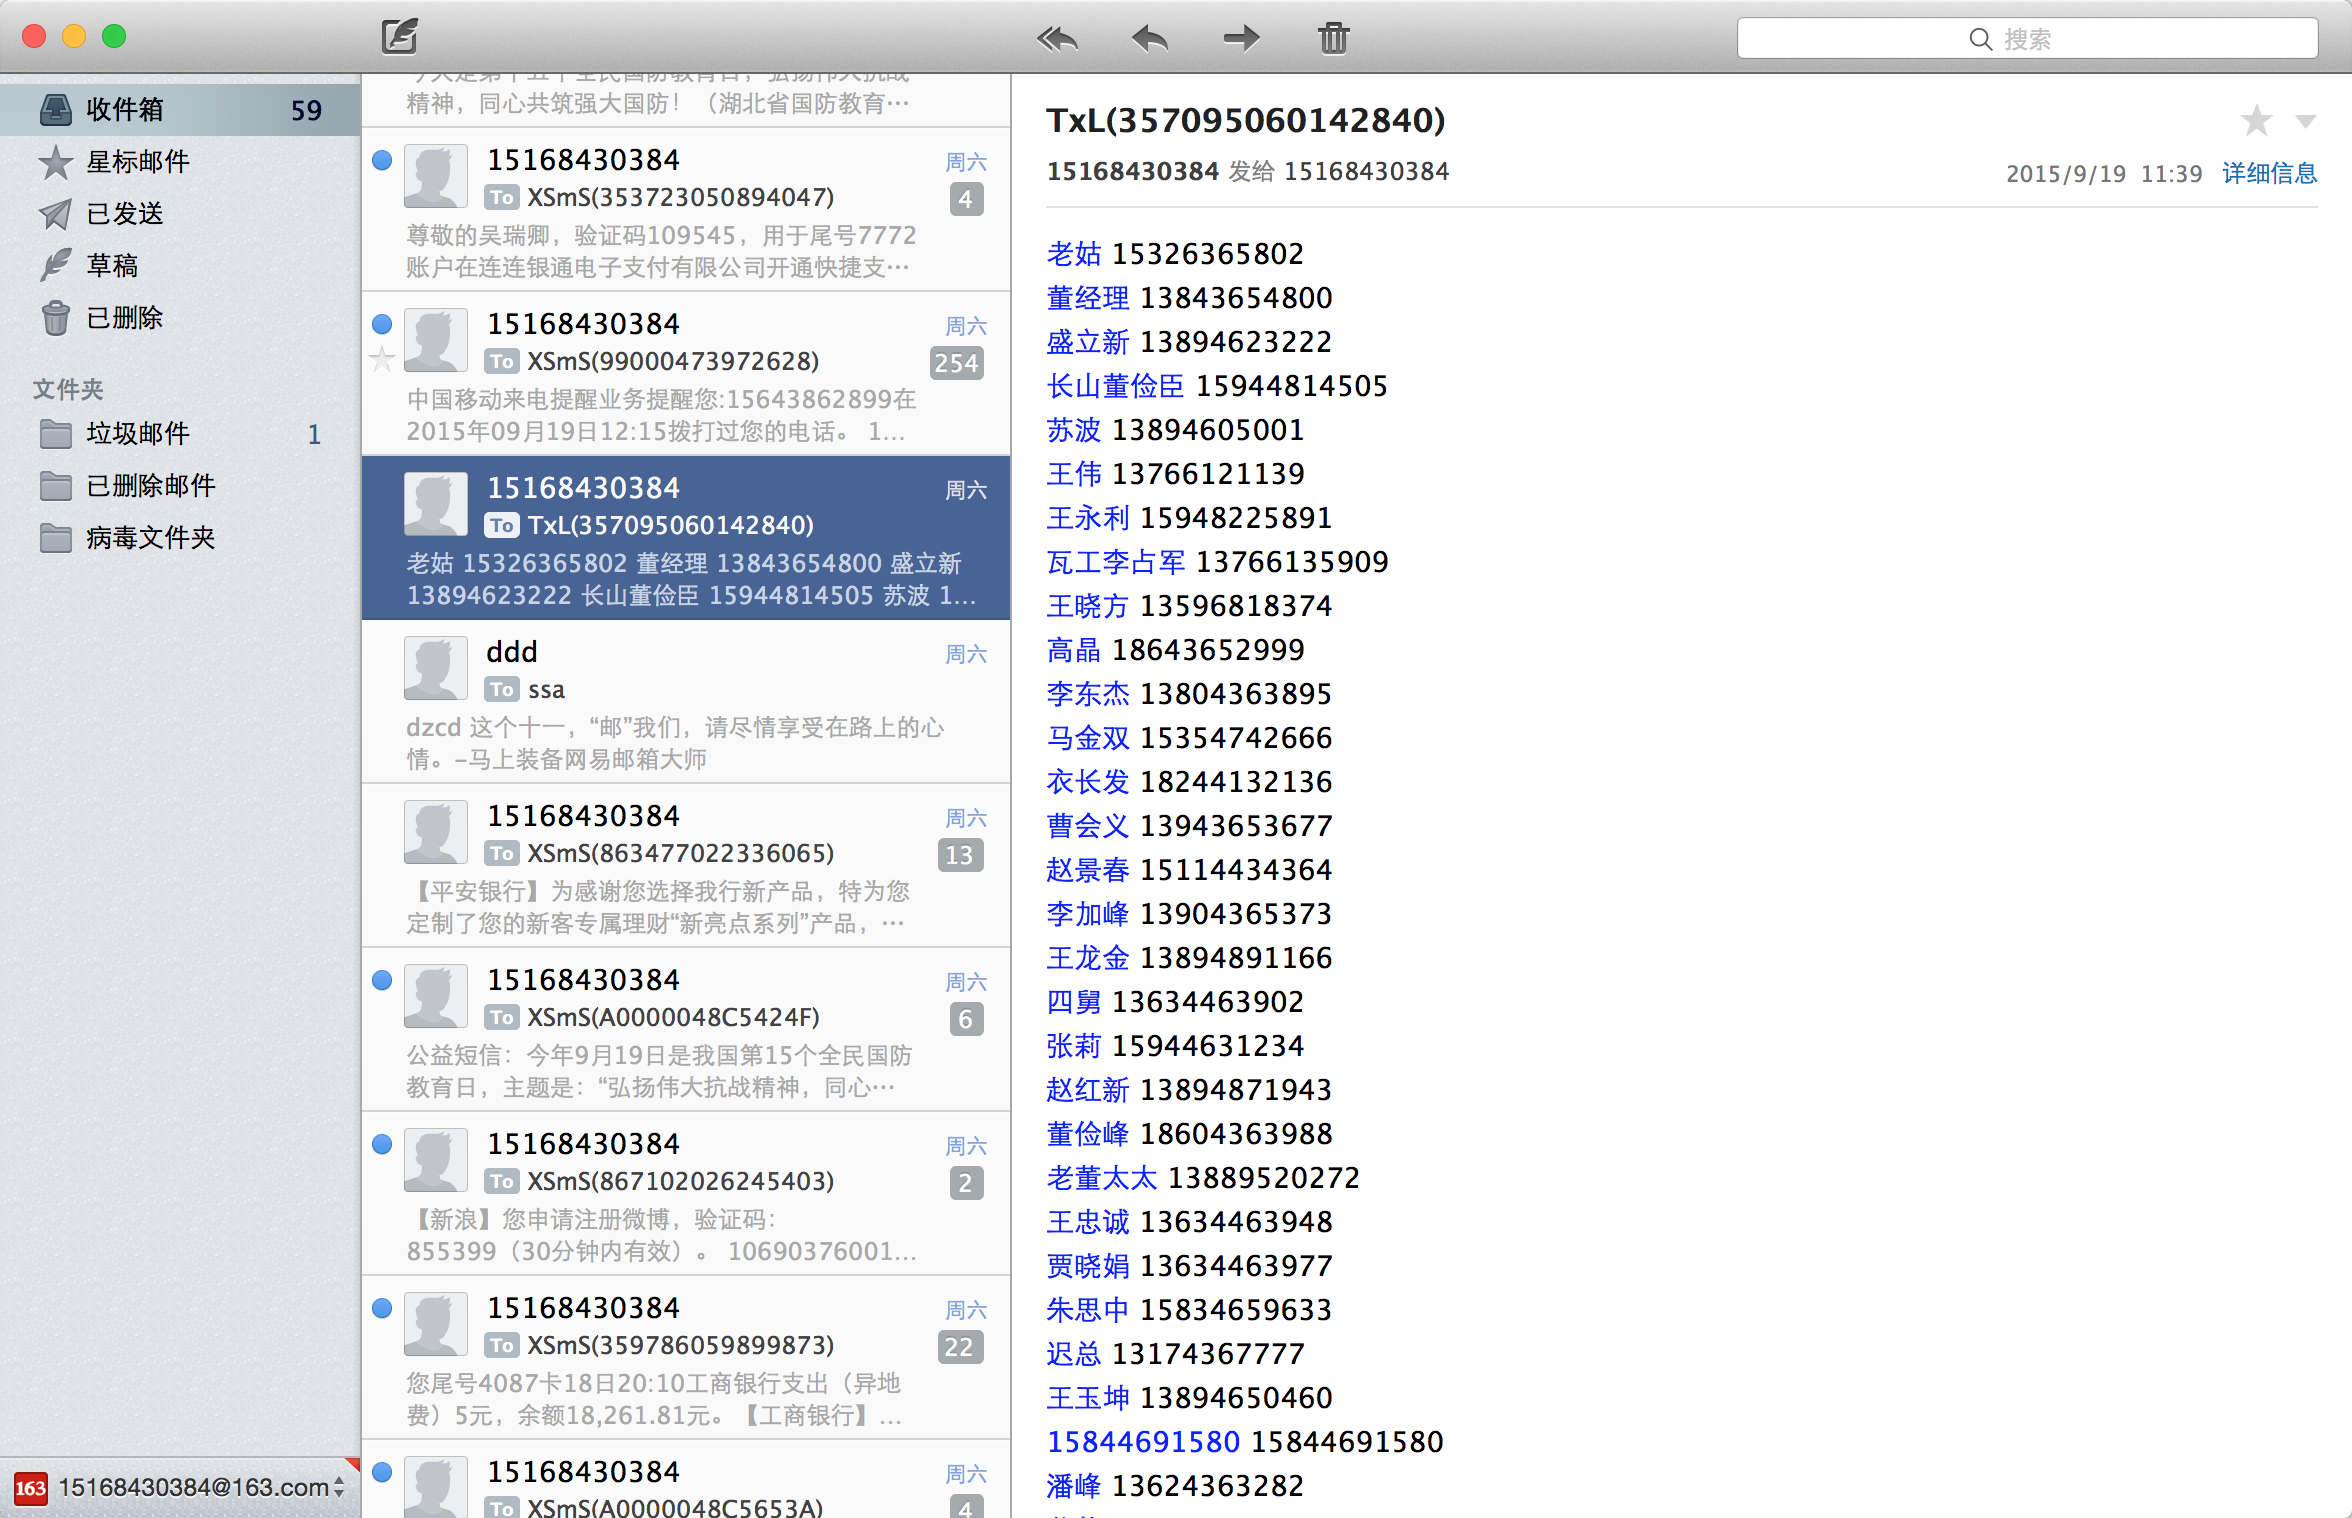 搜索
收件箱 59
星标邮件
已发送
草稿
已删除
文件夹
垃圾邮件 1
已删除邮件
病毒文件夹
163 15168430384@163.com
今天是第十五个全民国防教育日，弘扬伟大抗战
精神，同心共筑强大国防！（湖北省国防教育…
15168430384 周六
To XSmS(353723050894047) 4
尊敬的吴瑞卿，验证码109545，用于尾号7772
账户在连连银通电子支付有限公司开通快捷支…
15168430384 周六
To XSmS(99000473972628) 254
中国移动来电提醒业务提醒您:15643862899在
2015年09月19日12:15拨打过您的电话。 1...
15168430384 周六
To TxL(357095060142840)
老姑 15326365802 董经理 13843654800 盛立新
13894623222 长山董俭臣 15944814505 苏波 1...
ddd 周六
To ssa
dzcd 这个十一，“邮”我们，请尽情享受在路上的心
情。-马上装备网易邮箱大师
15168430384 周六
To XSmS(863477022336065) 13
【平安银行】为感谢您选择我行新产品，特为您
定制了您的新客专属理财“新亮点系列”产品，…
15168430384 周六
To XSmS(A0000048C5424F) 6
公益短信：今年9月19日是我国第15个全民国防
教育日，主题是：“弘扬伟大抗战精神，同心…
15168430384 周六
To XSmS(867102026245403) 2
【新浪】您申请注册微博，验证码：
855399（30分钟内有效）。 10690376001...
15168430384 周六
To XSmS(359786059899873) 22
您尾号4087卡18日20:10工商银行支出（异地
费）5元，余额18,261.81元。【工商银行】...
15168430384 周六
To XSmS(A0000048C5653A) 4
TxL(357095060142840)
15168430384 发给 15168430384 2015/9/19 11:39 详细信息
老姑 15326365802
董经理 13843654800
盛立新 13894623222
长山董俭臣 15944814505
苏波 13894605001
王伟 13766121139
王永利 15948225891
瓦工李占军 13766135909
王晓方 13596818374
高晶 18643652999
李东杰 13804363895
马金双 15354742666
衣长发 18244132136
曹会义 13943653677
赵景春 15114434364
李加峰 13904365373
王龙金 13894891166
四舅 13634463902
张莉 15944631234
赵红新 13894871943
董俭峰 18604363988
老董太太 13889520272
王忠诚 13634463948
贾晓娟 13634463977
朱思中 15834659633
迟总 13174367777
王玉坤 13894650460
15844691580 15844691580
潘峰 13624363282